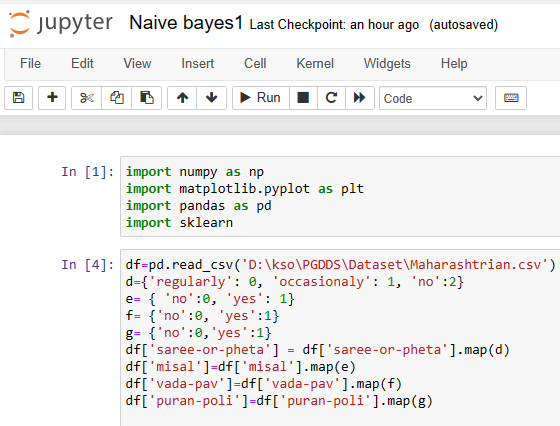 jupyter Naive bayes1 Last Checkpoint: an hour ago (autosaved)
File Edit View Insert Cell Kernel Widgets Help
Run Code
In [1]: import numpy as np
import matplotlib.pyplot as plt
import pandas as pd
import sklearn
In [4]: df=pd.read_csv('D:\kso\PGDDS\Dataset\Maharashtrian.csv')
d={'regularly': 0, 'occasionaly': 1, 'no':2}
e= { 'no':0, 'yes': 1}
f= {'no':0, 'yes':1}
g= {'no':0,'yes':1}
df['saree-or-pheta'] = df['saree-or-pheta'].map(d)
df['misal']=df['misal'].map(e)
df['vada-pav']=df['vada-pav'].map(f)
df['puran-poli']=df['puran-poli'].map(g)